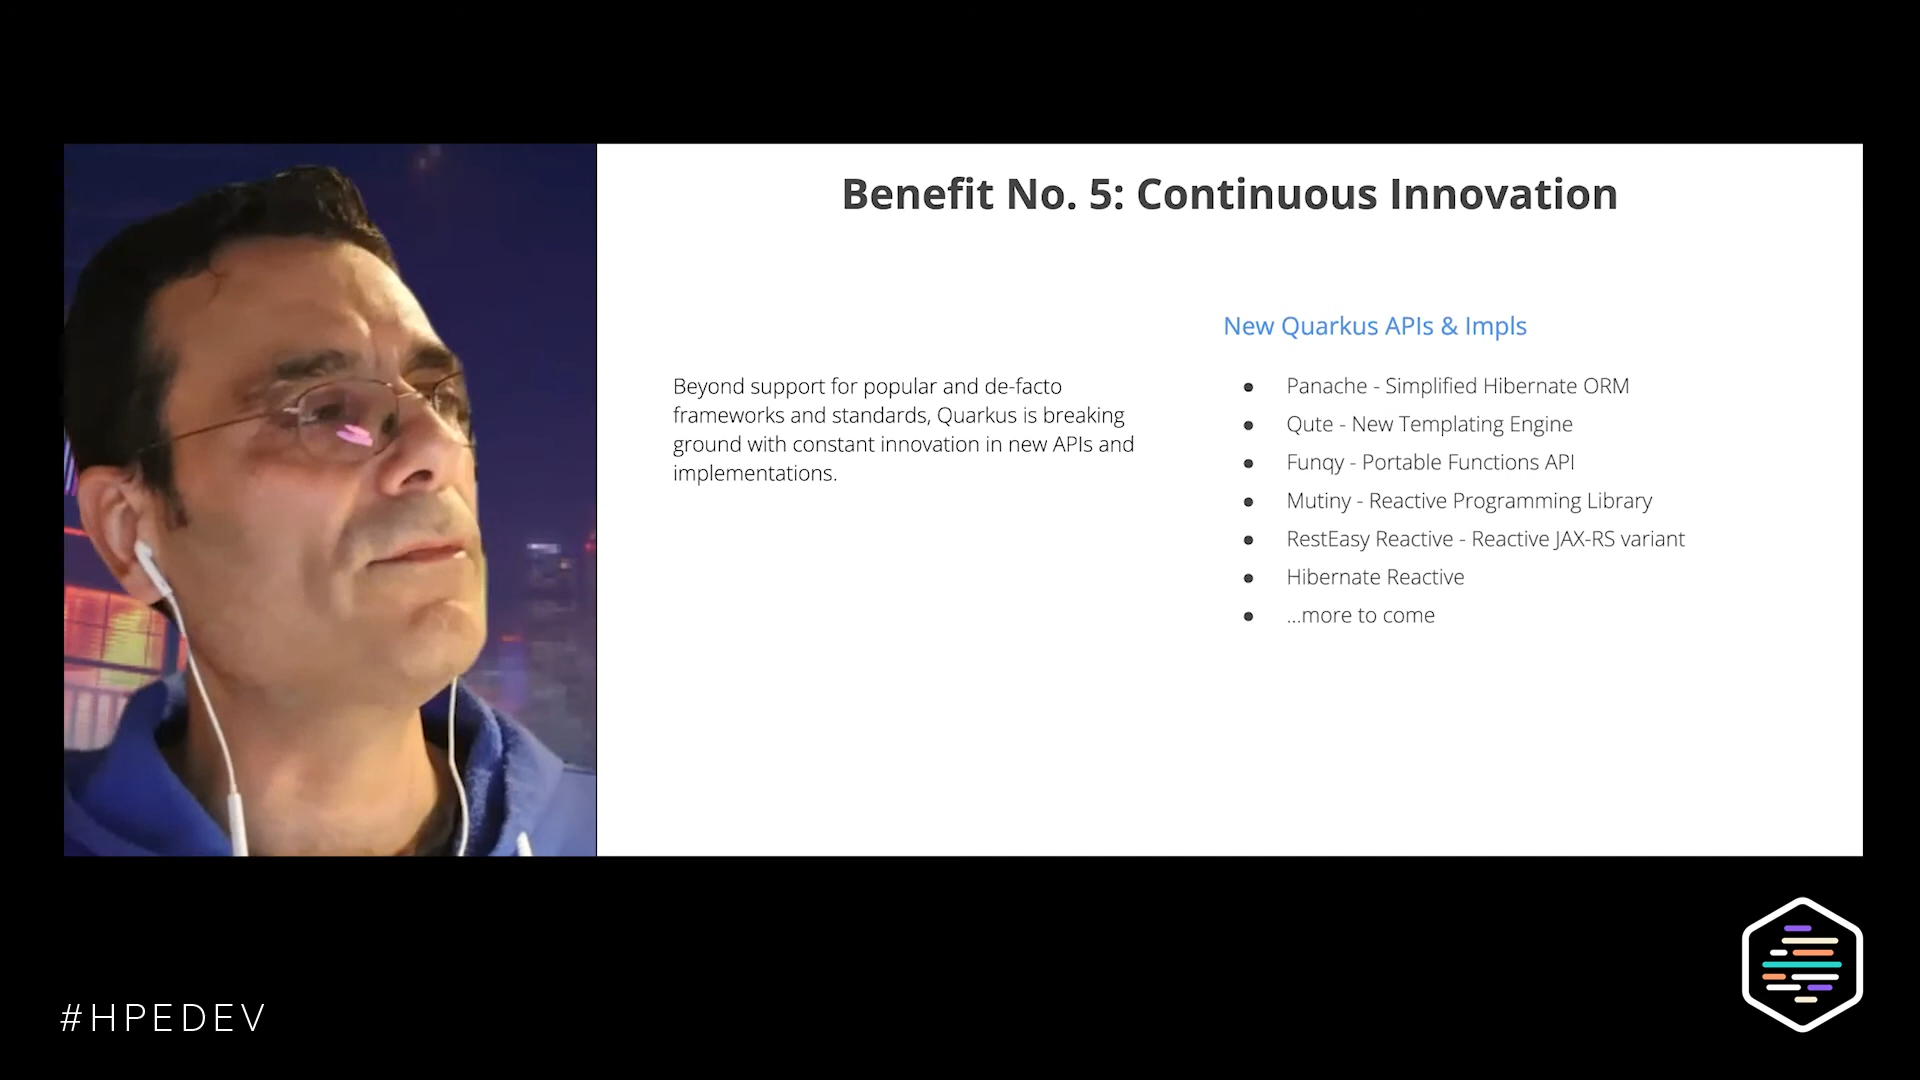 Benefit No. 5: Continuous Innovation
Beyond support for popular and de-facto
frameworks and standards, Quarkus is breaking
ground with constant innovation in new APIs and
implementations.
New Quarkus APIs & Impls
● Panache - Simplified Hibernate ORM
● Qute - New Templating Engine
● Funqy - Portable Functions API
● Mutiny - Reactive Programming Library
● RestEasy Reactive - Reactive JAX-RS variant
● Hibernate Reactive
● ...more to come
#HPEDEV